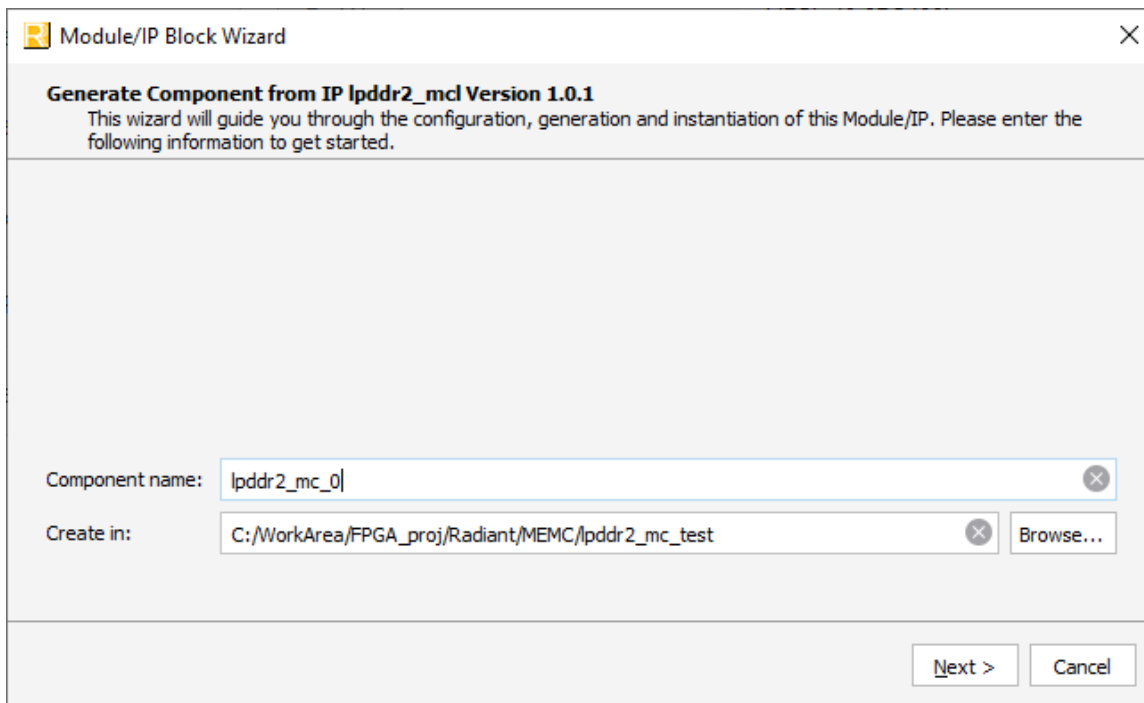 Module/IP Block Wizard
Generate Component from IP lpddr2_mcl Version 1.0.1
This wizard will guide you through the configuration, generation and instantiation of this Module/IP. Please enter the
following information to get started.
Component name: lpddr2_mc_0
Create in: C:/WorkArea/FPGA_proj/Radiant/MEMC/lpddr2_mc_test Browse...
Next > Cancel